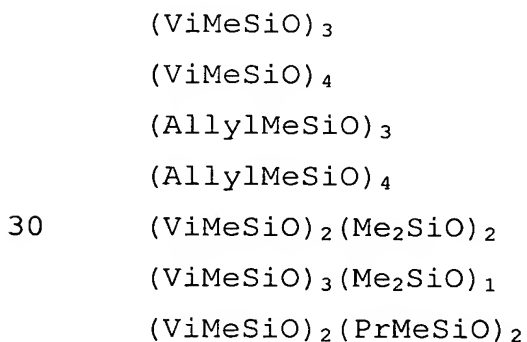 (ViMeSiO)₃
(ViMeSiO)₄
(AllylMeSiO)₃
(AllylMeSiO)₄
30 (ViMeSiO)₂(Me₂SiO)₂
(ViMeSiO)₃(Me₂SiO)₁
(ViMeSiO)₂(PrMeSiO)₂